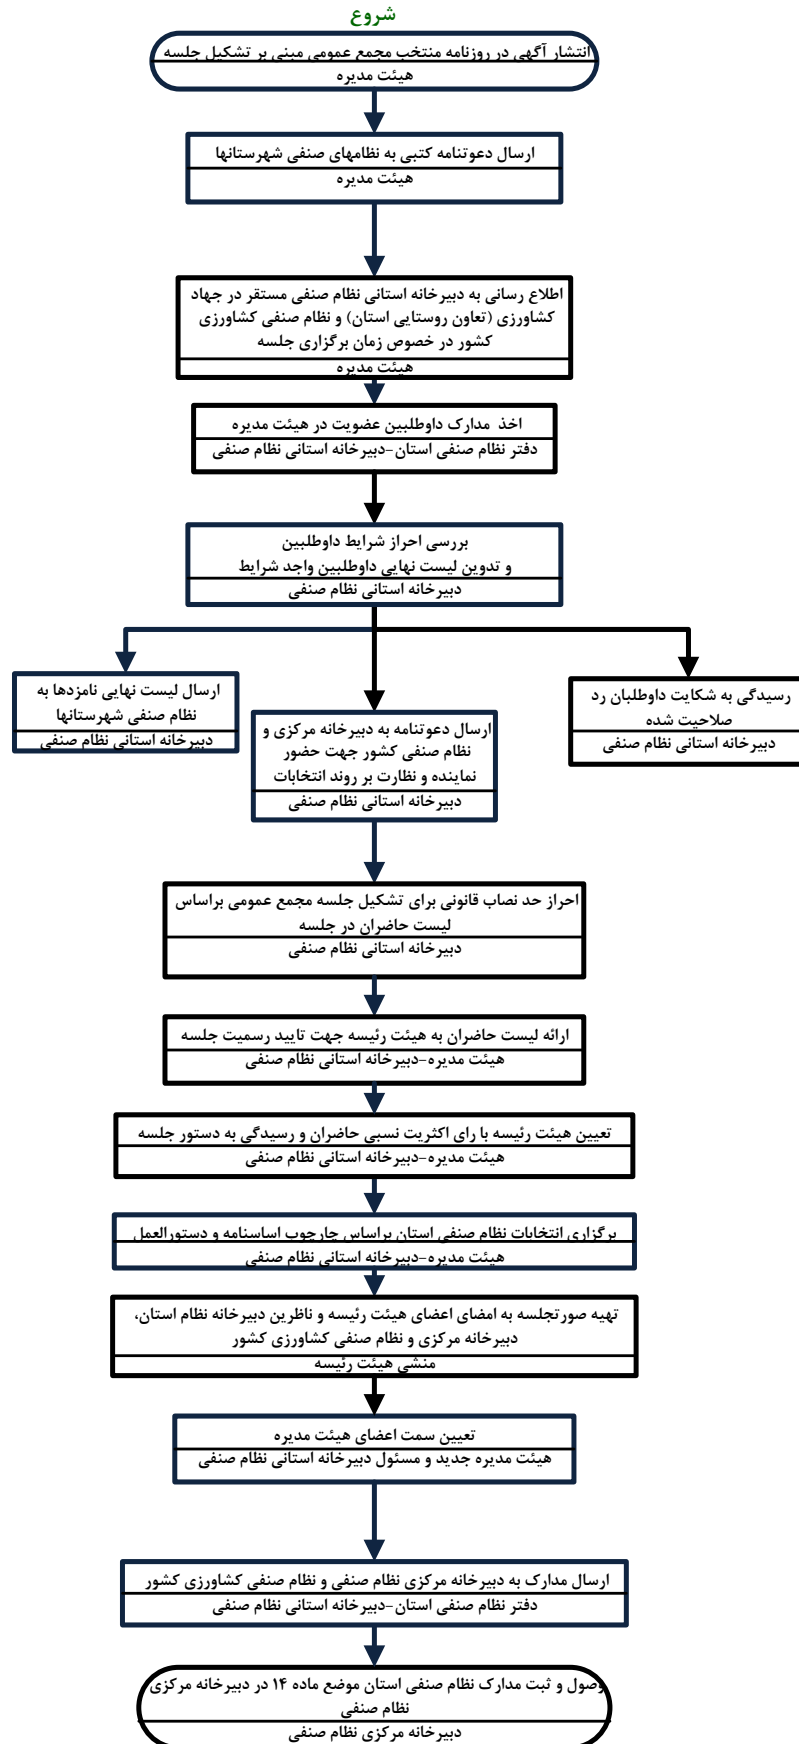 شروع
انتشار آگهی در روزنامه منتخب مجمع عمومی مبنی بر تشکیل جلسه
هیئت مدیره
ارسال دعوتنامه کتبی به نظامهای صنفی شهرستانها
هیئت مدیره
اطلاع رسانی به دبیرخانه استانی نظام صنفی مستقر در جهاد
کشاورزی (تعاون روستایی استان) و نظام صنفی کشاورزی
کشور در خصوص زمان برگزاری جلسه
هیئت مدیره
اخذ مدارک داوطلبین عضویت در هیئت مدیره
دفتر نظام صنفی استان-دبیرخانه استانی نظام صنفی
بررسی احراز شرایط داوطلبین
و تدوین لیست نهایی داوطلبین واجد شرایط
دبیرخانه استانی نظام صنفی
رسیدگی به شکایت داوطلبان رد
صلاحیت شده
دبیرخانه استانی نظام صنفی
ارسال دعوتنامه به دبیرخانه مرکزی و
نظام صنفی کشور جهت حضور
نماینده و نظارت بر روند انتخابات
دبیرخانه استانی نظام صنفی
ارسال لیست نهایی نامزدها به
نظام صنفی شهرستانها
دبیرخانه استانی نظام صنفی
احراز حد نصاب قانونی برای تشکیل جلسه مجمع عمومی براساس
لیست حاضران در جلسه
دبیرخانه استانی نظام صنفی
ارائه لیست حاضران به هیئت رئیسه جهت تایید رسمیت جلسه
هیئت مدیره-دبیرخانه استانی نظام صنفی
تعیین هیئت رئیسه با رای اکثریت نسبی حاضران و رسیدگی به دستور جلسه
هیئت مدیره-دبیرخانه استانی نظام صنفی
برگزاری انتخابات نظام صنفی استان براساس چارچوب اساسنامه و دستورالعمل
هیئت مدیره-دبیرخانه استانی نظام صنفی
تهیه صورتجلسه به امضای اعضای هیئت رئیسه و ناظرین دبیرخانه نظام استان،
دبیرخانه مرکزی و نظام صنفی کشاورزی کشور
منشی هیئت رئیسه
تعیین سمت اعضای هیئت مدیره
هیئت مدیره جدید و مسئول دبیرخانه استانی نظام صنفی
ارسال مدارک به دبیرخانه مرکزی نظام صنفی و نظام صنفی کشاورزی کشور
دفتر نظام صنفی استان-دبیرخانه استانی نظام صنفی
وصول و ثبت مدارک نظام صنفی استان موضع ماده ۱۴ در دبیرخانه مرکزی
نظام صنفی
دبیرخانه مرکزی نظام صنفی